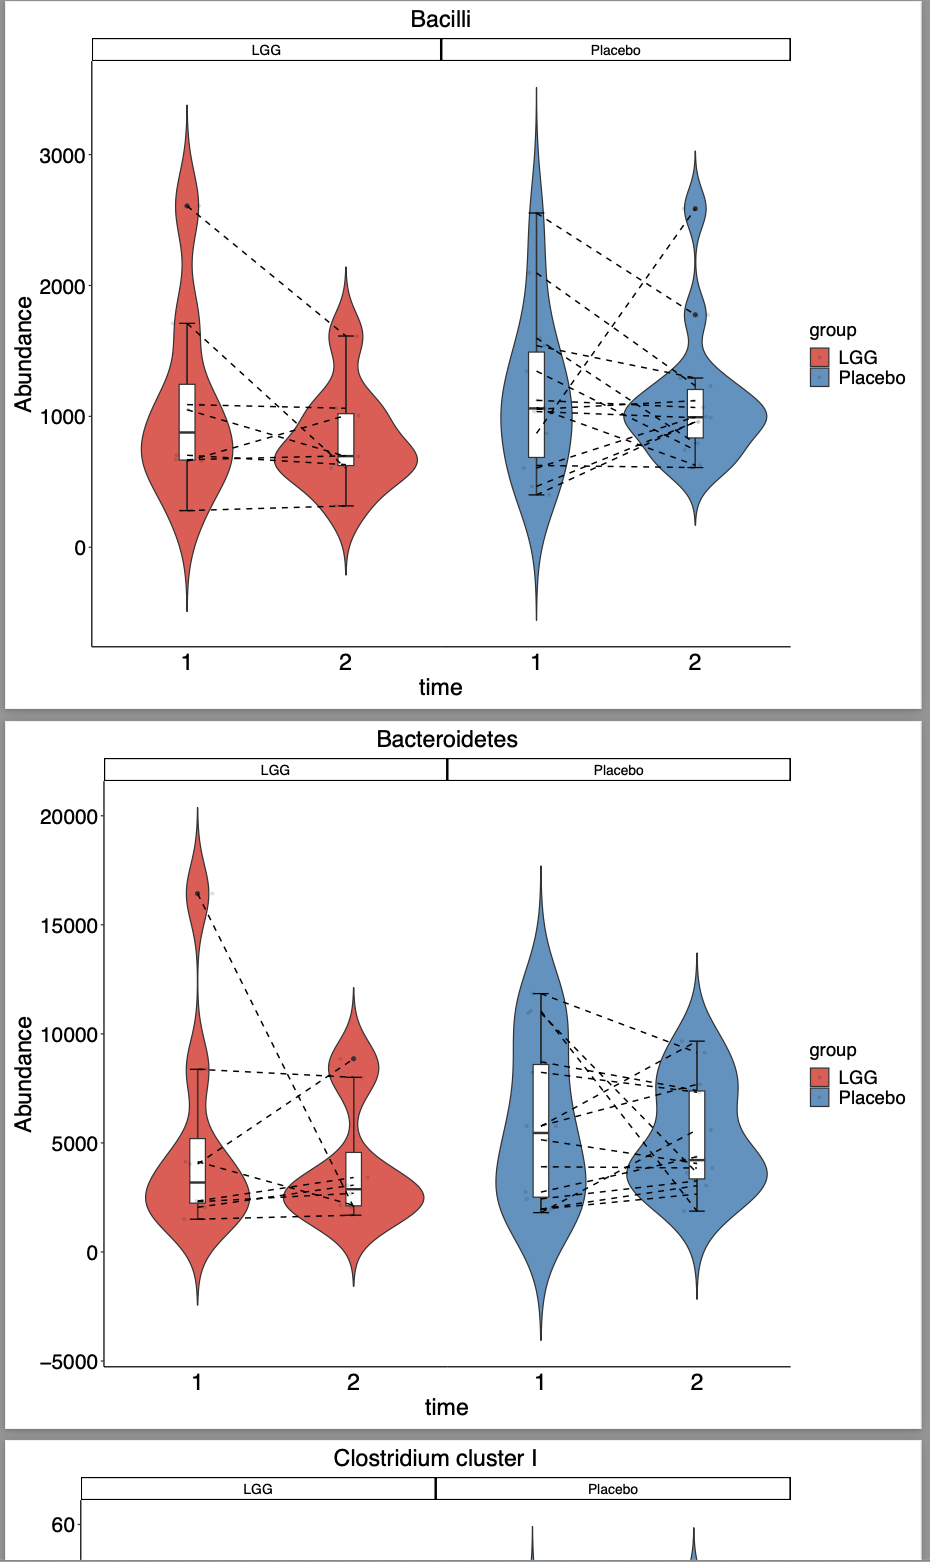 Bacilli
LGG Placebo
3000
2000
1000
0
Abundance
1 2 1 2
time
group
LGG
Placebo
Bacteroidetes
LGG Placebo
20000
15000
10000
5000
0
−5000
Abundance
1 2 1 2
time
group
LGG
Placebo
Clostridium cluster I
LGG Placebo
60